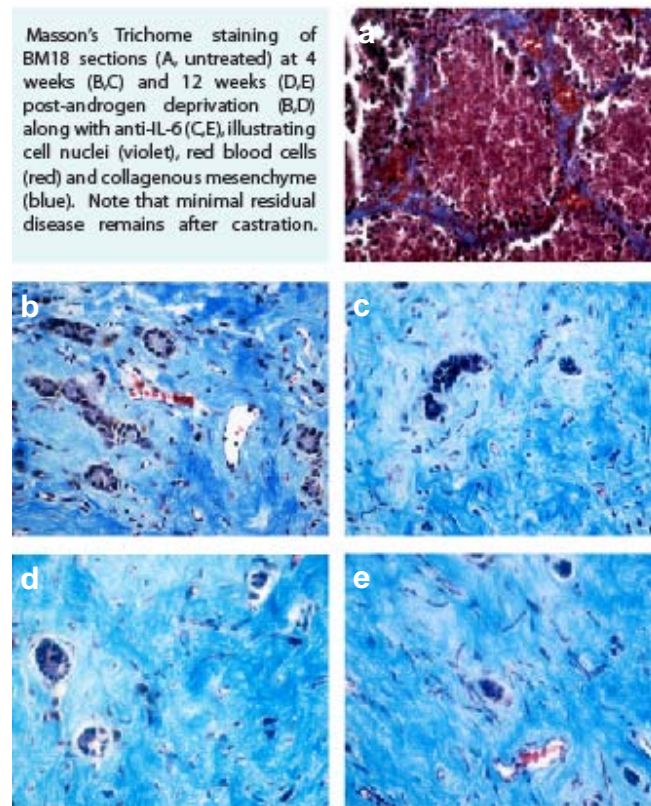 Masson's Trichome staining of
BM18 sections (A, untreated) at 4
weeks (B,C) and 12 weeks (D,E)
post-androgen deprivation (B,D)
along with anti-IL-6 (C,E), illustrating
cell nuclei (violet), red blood cells
(red) and collagenous mesenchyme
(blue). Note that minimal residual
disease remains after castration.
a
b
c
d
e